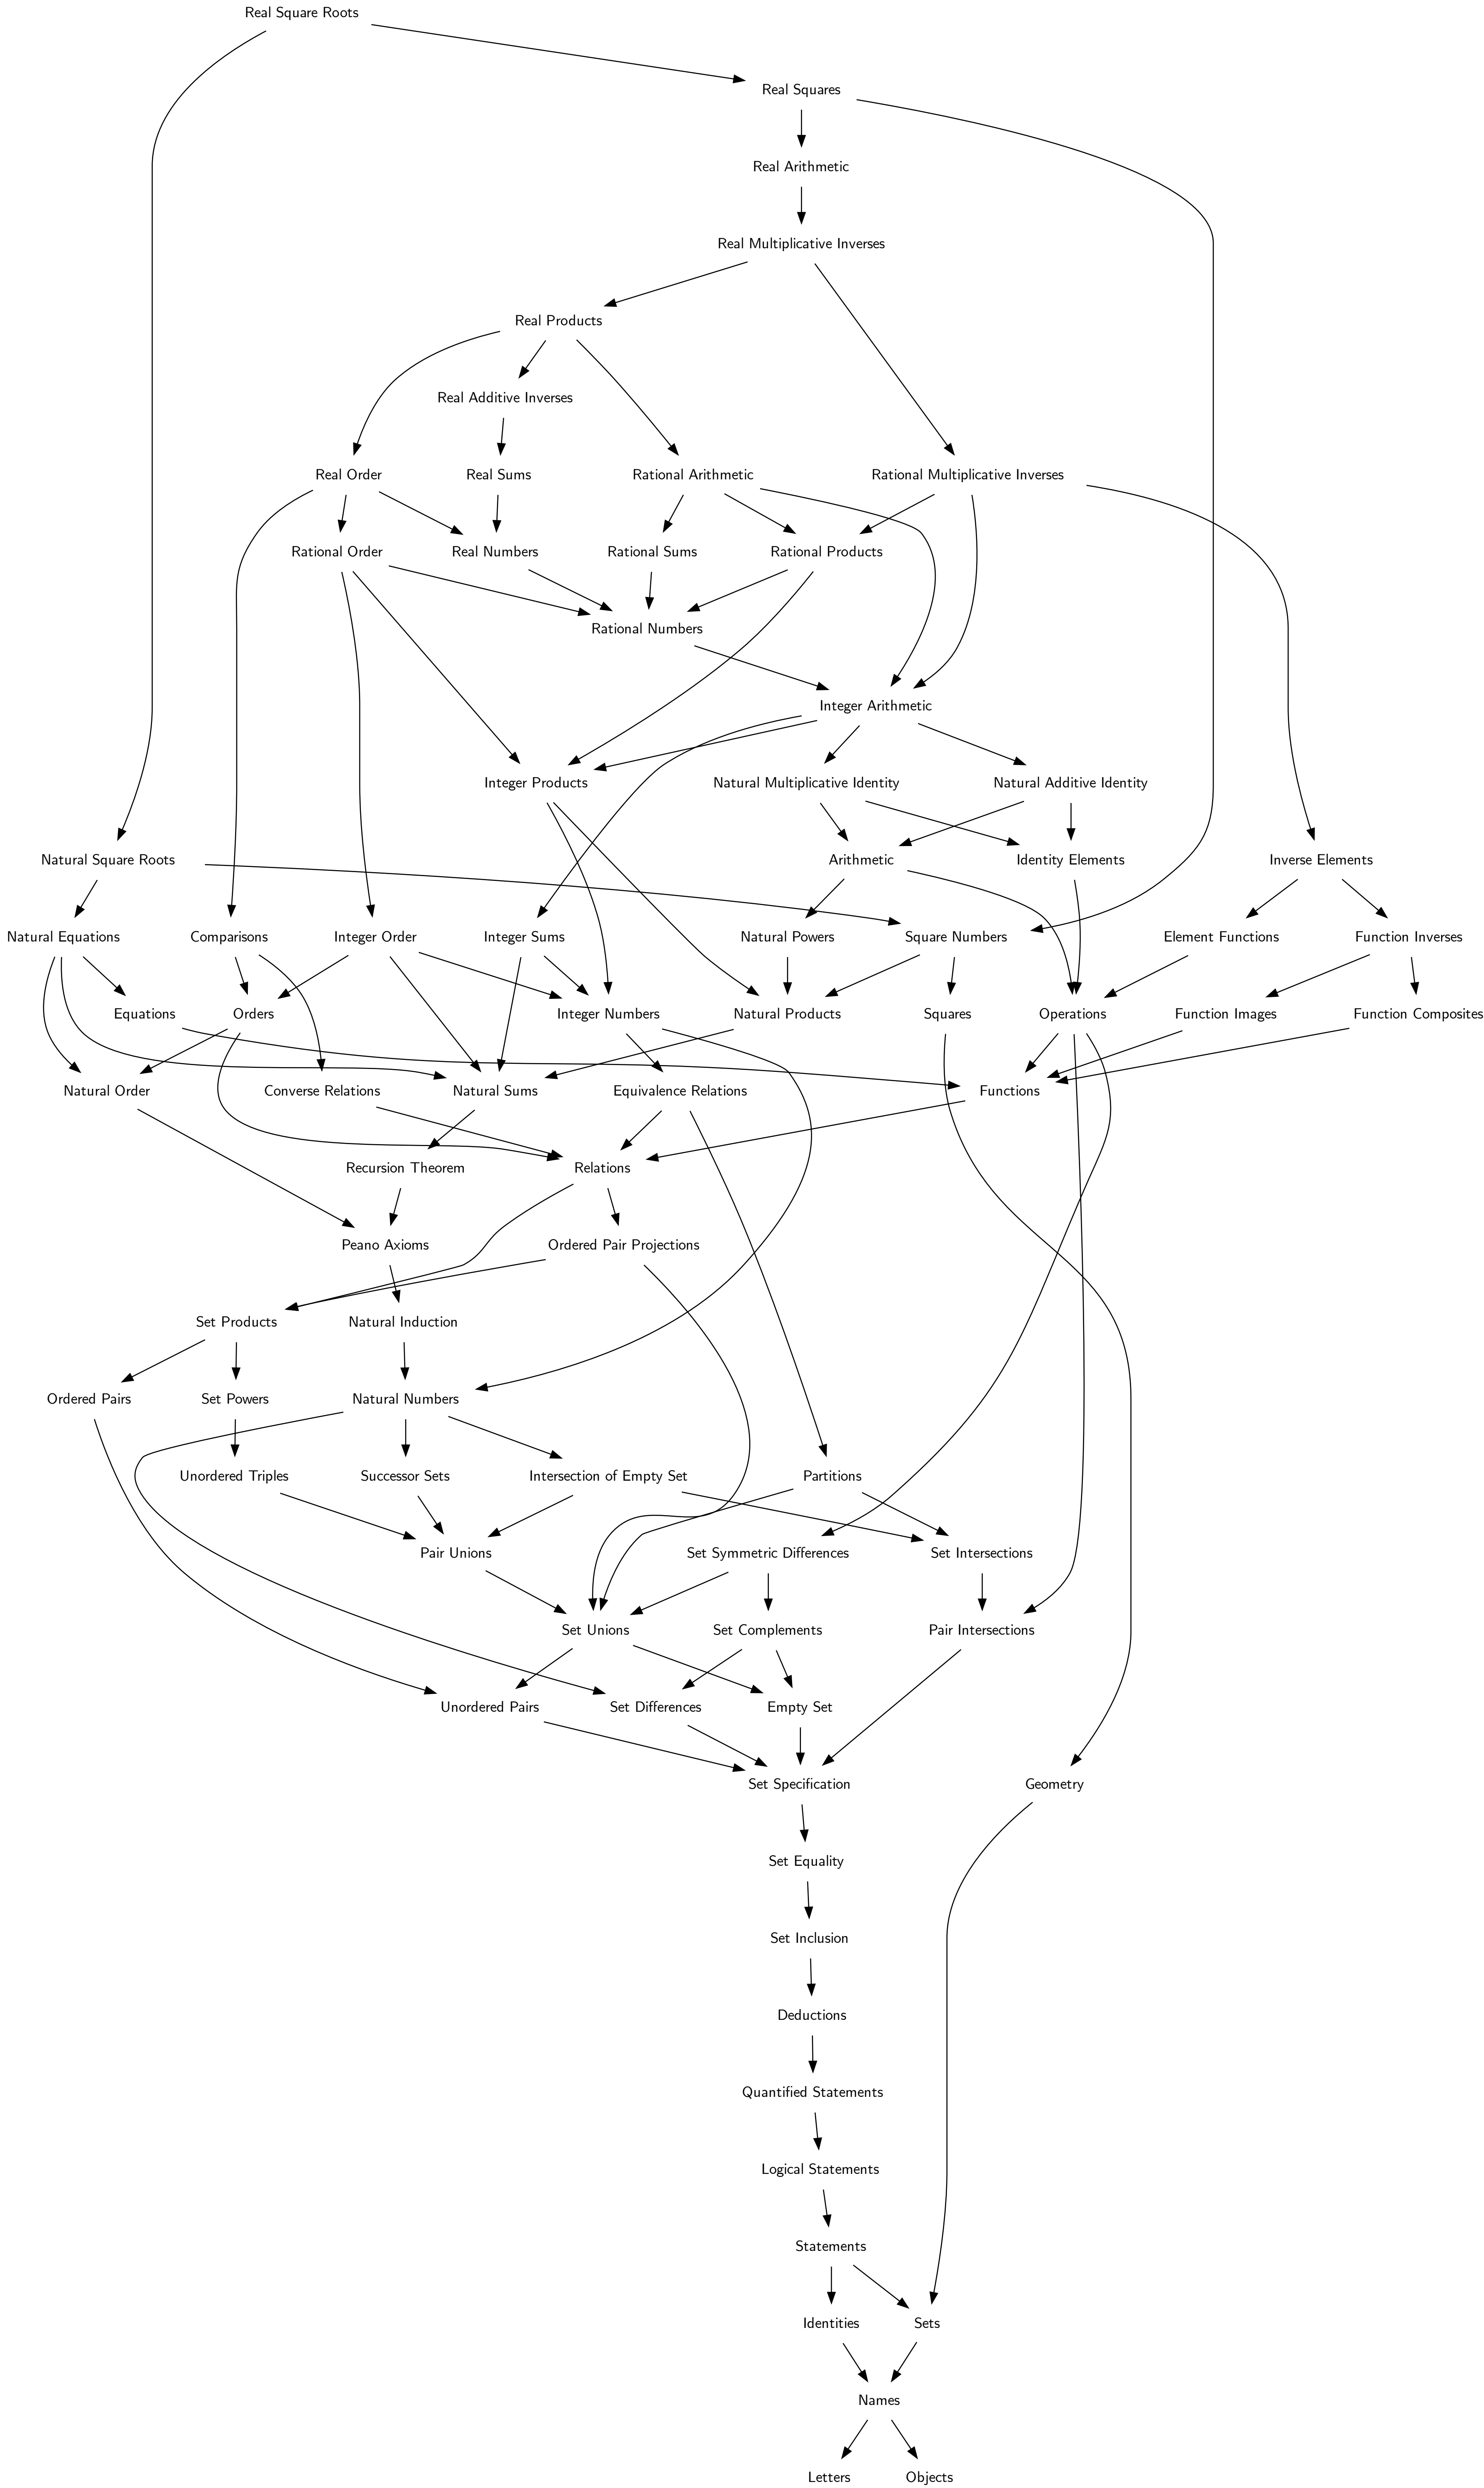 Real Square Roots
Real Squares
Real Arithmetic
Real Multiplicative Inverses
Real Products
Real Additive Inverses
Real Order
Real Sums
Rational Arithmetic
Rational Multiplicative Inverses
Rational Order
Real Numbers
Rational Sums
Rational Products
Rational Numbers
Integer Arithmetic
Integer Products
Natural Multiplicative Identity
Natural Additive Identity
Natural Square Roots
Arithmetic
Identity Elements
Inverse Elements
Natural Equations
Comparisons
Integer Order
Integer Sums
Natural Powers
Square Numbers
Element Functions
Function Inverses
Equations
Orders
Integer Numbers
Natural Products
Squares
Operations
Function Images
Function Composites
Natural Order
Converse Relations
Natural Sums
Equivalence Relations
Functions
Recursion Theorem
Relations
Peano Axioms
Ordered Pair Projections
Set Products
Natural Induction
Ordered Pairs
Set Powers
Natural Numbers
Unordered Triples
Successor Sets
Intersection of Empty Set
Partitions
Pair Unions
Set Symmetric Differences
Set Intersections
Set Unions
Set Complements
Pair Intersections
Unordered Pairs
Set Differences
Empty Set
Set Specification
Geometry
Set Equality
Set Inclusion
Deductions
Quantified Statements
Logical Statements
Statements
Identities
Sets
Names
Letters
Objects